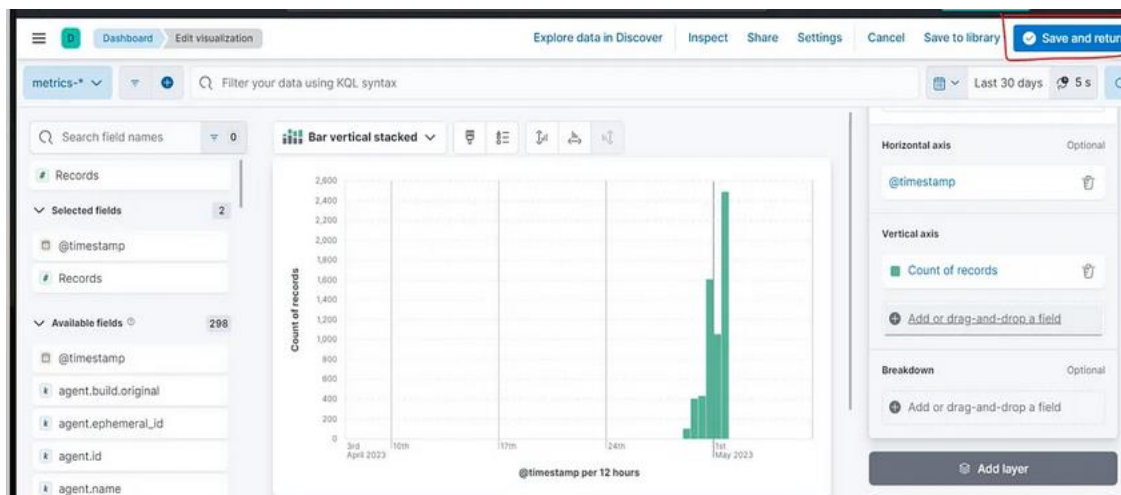 D Dashboard Edit visualization Explore data in Discover Inspect Share Settings Cancel Save to library Save and return
metrics-* Filter your data using KQL syntax Last 30 days 5 s
Search field names 0
Bar vertical stacked
Records
Selected fields 2
@timestamp
Records
Available fields 298
@timestamp
agent.build.original
agent.ephemeral_id
agent.id
agent.name
Count of records
2,600
2,400
2,200
2,000
1,800
1,600
1,400
1,200
1,000
800
600
400
200
0
3rd 10th 17th 24th 1st
April 2023 May 2023
@timestamp per 12 hours
Horizontal axis Optional
@timestamp
Vertical axis
Count of records
Add or drag-and-drop a field
Breakdown Optional
Add or drag-and-drop a field
Add layer